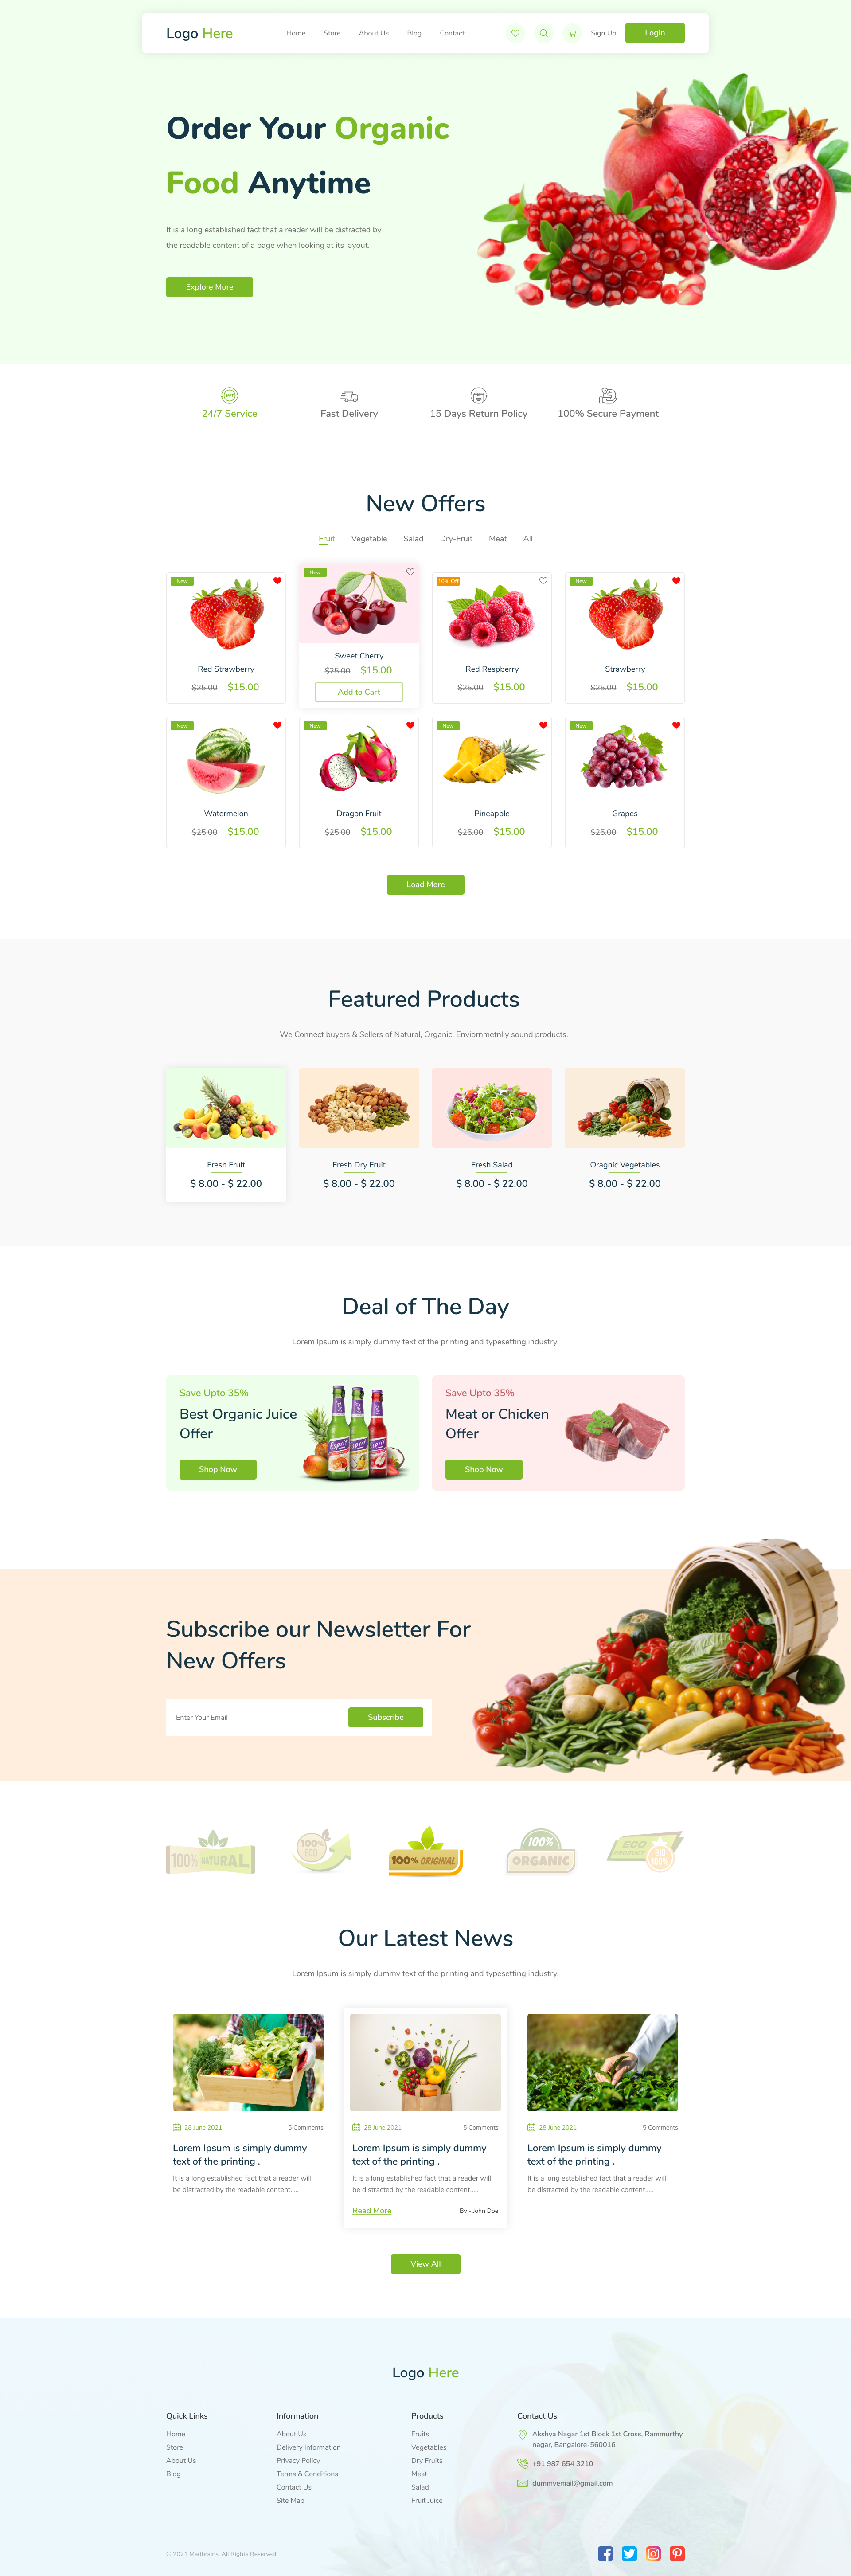 Logo Here
Home Store About Us Blog Contact Sign Up Login
Order Your Organic
Food Anytime
It is a long established fact that a reader will be distracted by
the readable content of a page when looking at its layout.
Explore More
24/7 Service Fast Delivery 15 Days Return Policy 100% Secure Payment
New Offers
Fruit Vegetable Salad Dry-Fruit Meat All
New New 10% Off New
Red Strawberry
$25.00 $15.00
Sweet Cherry
$25.00 $15.00
Add to Cart
Red Respberry
$25.00 $15.00
Strawberry
$25.00 $15.00
New New New New
Watermelon Dragon Fruit Pineapple Grapes
$25.00 $15.00 $25.00 $15.00 $25.00 $15.00 $25.00 $15.00
Load More
Featured Products
We Connect buyers & Sellers of Natural, Organic, Enviornmetnlly sound products.
Fresh Fruit Fresh Dry Fruit Fresh Salad Oragnic Vegetables
$ 8.00 - $ 22.00 $ 8.00 - $ 22.00 $ 8.00 - $ 22.00 $ 8.00 - $ 22.00
Deal of The Day
Lorem Ipsum is simply dummy text of the printing and typesetting industry.
Save Upto 35%
Best Organic Juice
Offer
Shop Now
Esprit Esprit Esprit
Save Upto 35%
Meat or Chicken
Offer
Shop Now
Subscribe our Newsletter For
New Offers
Enter Your Email Subscribe
100% NATURAL
100%
ECO
100% ORIGINAL
100%
ORGANIC
ECO
PRODUCT
BIO
100%
Our Latest News
Lorem Ipsum is simply dummy text of the printing and typesetting industry.
28 June 2021 5 Comments
Lorem Ipsum is simply dummy
text of the printing .
It is a long established fact that a reader will
be distracted by the readable content.....
28 June 2021 5 Comments
Lorem Ipsum is simply dummy
text of the printing .
It is a long established fact that a reader will
be distracted by the readable content.....
Read More By - John Doe
28 June 2021 5 Comments
Lorem Ipsum is simply dummy
text of the printing .
It is a long established fact that a reader will
be distracted by the readable content.....
View All
Logo Here
Quick Links
Home
Store
About Us
Blog
Information
About Us
Delivery Information
Privacy Policy
Terms & Conditions
Contact Us
Site Map
Products
Fruits
Vegetables
Dry Fruits
Meat
Salad
Fruit Juice
Contact Us
Akshya Nagar 1st Block 1st Cross, Rammurthy
nagar, Bangalore-560016
+91 987 654 3210
dummyemail@gmail.com
© 2021 Madbrains. All Rights Reserved